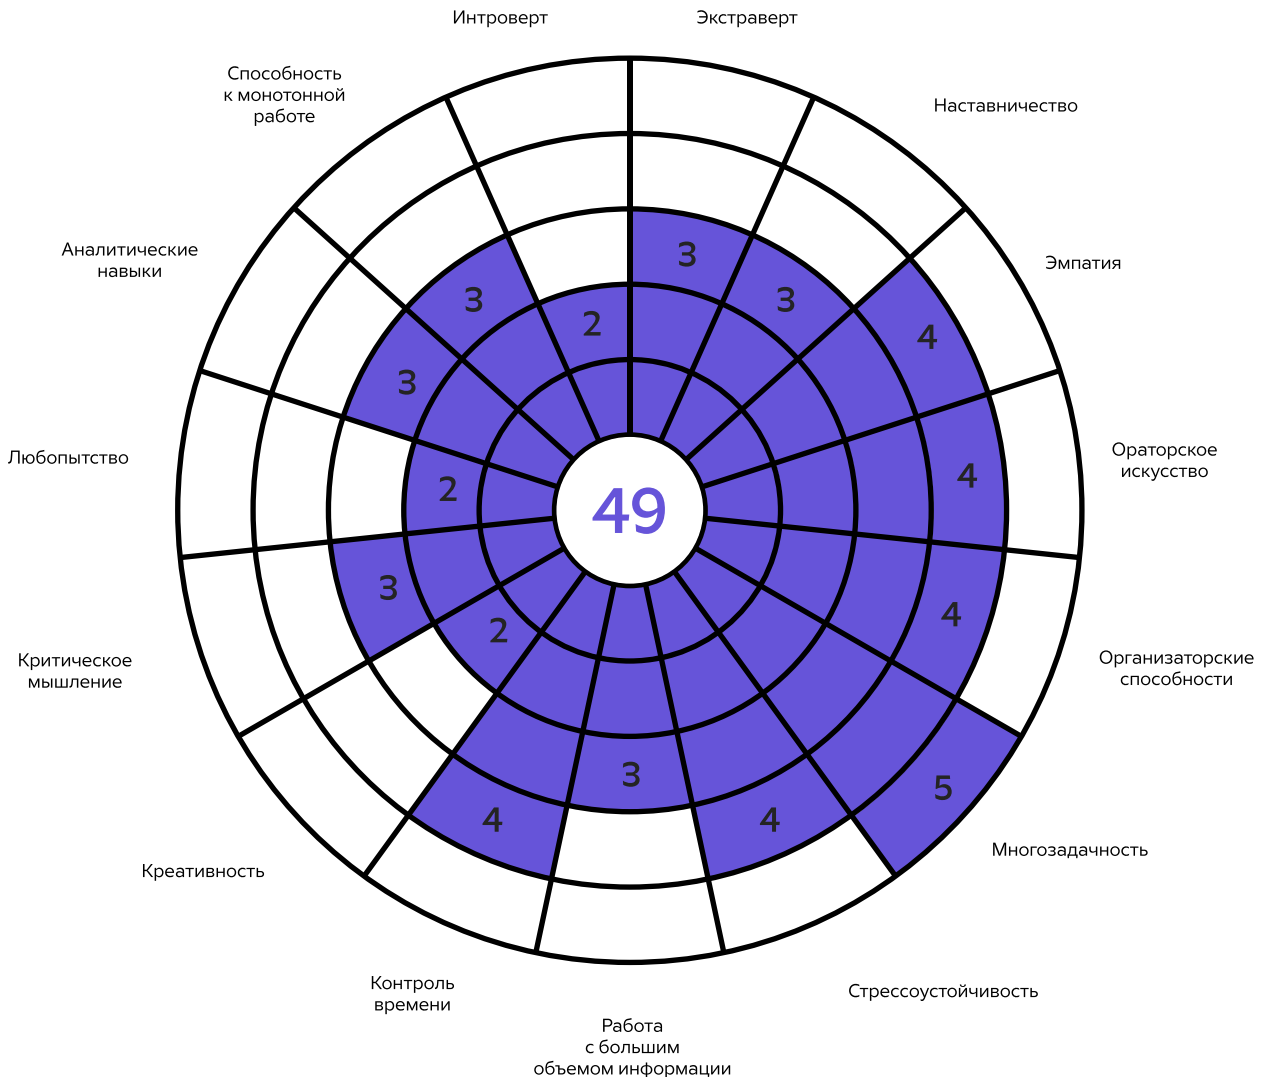 Интроверт
Экстраверт
Способность
к монотонной
работе
Наставничество
Аналитические
навыки
Эмпатия
Любопытство
Ораторское
искусство
Критическое
мышление
Организаторские
способности
Креативность
Многозадачность
Контроль
времени
Стрессоустойчивость
Работа
с большим
объемом информации
3
3
4
4
4
5
4
3
4
2
3
2
3
3
2
49